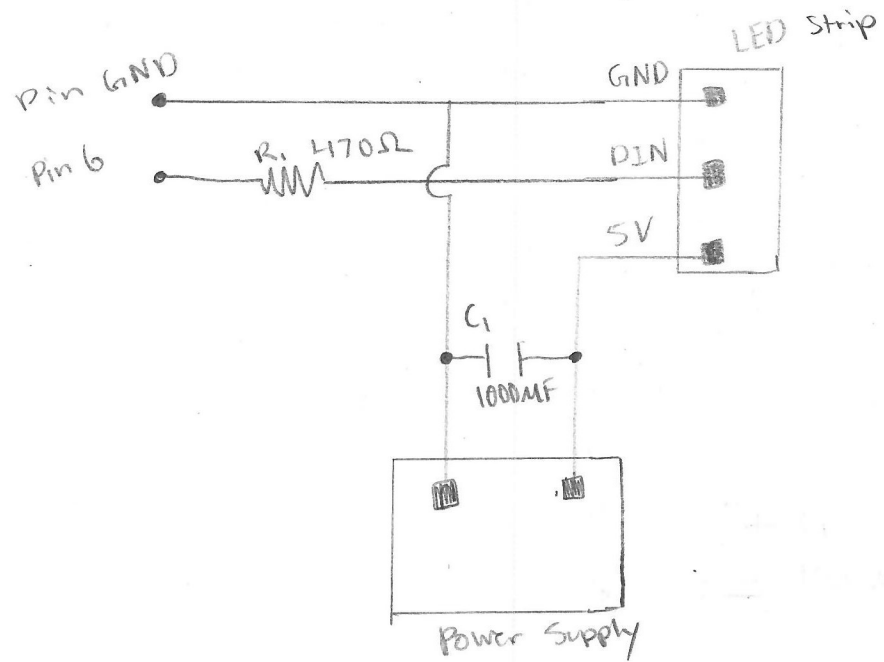 LED Strip
Pin GND
GND
Pin 6
R1 470Ω
DIN
5V
C1
1000µF
Power Supply